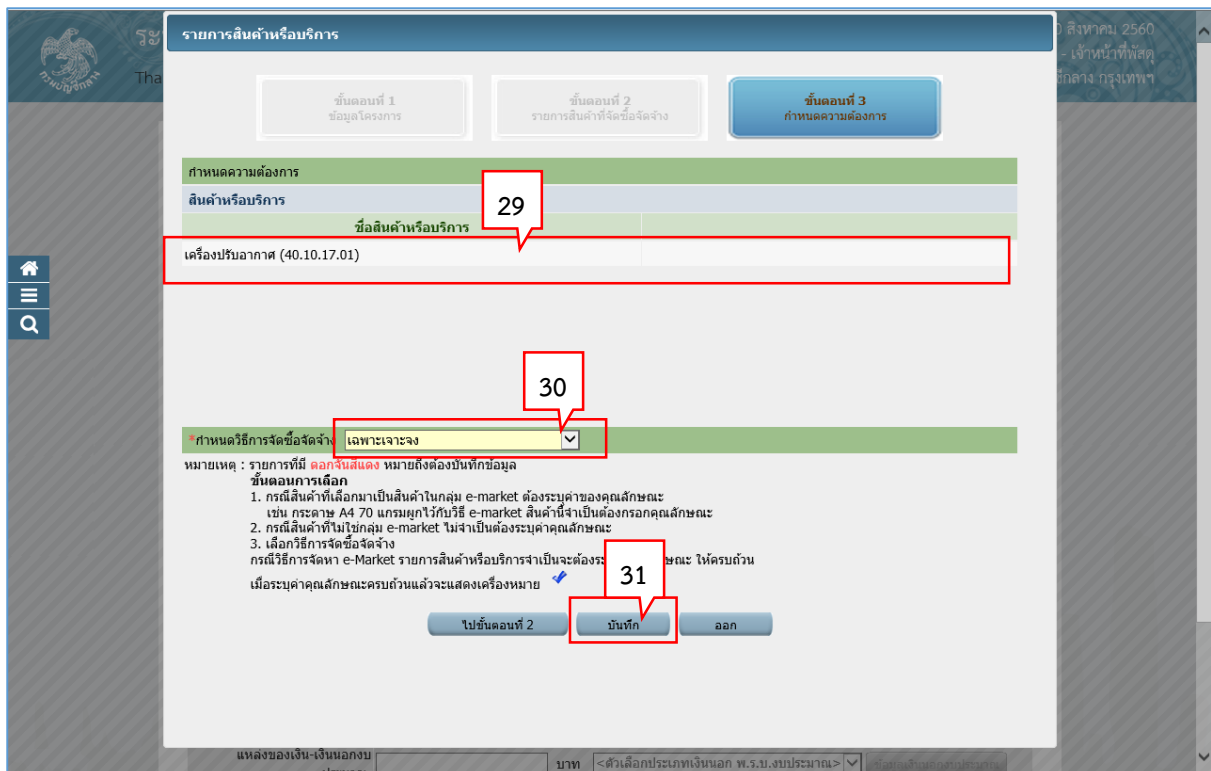 กรมบัญชีกลาง
ระ
Tha
สิงหาคม 2560
- เจ้าหน้าที่พัสดุ
กรุงเทพฯ
รายการสินค้าหรือบริการ
ขั้นตอนที่ 1
ข้อมูลโครงการ
ขั้นตอนที่ 2
รายการสินค้าที่จัดซื้อจัดจ้าง
ขั้นตอนที่ 3
กำหนดความต้องการ
กำหนดความต้องการ
สินค้าหรือบริการ
29
ชื่อสินค้าหรือบริการ
เครื่องปรับอากาศ (40.10.17.01)
30
*กำหนดวิธีการจัดซื้อจัดจ้าง เฉพาะเจาะจง
หมายเหตุ : รายการที่มี ดอกจันสีแดง หมายถึงต้องบันทึกข้อมูล
ขั้นตอนการเลือก
1. กรณีสินค้าที่เลือกมาเป็นสินค้าในกลุ่ม e-market ต้องระบุค่าของคุณลักษณะ
เช่น กระดาษ A4 70 แกรมผูกไว้กับวิธี e-market สินค้านี้จำเป็นต้องกรอกคุณลักษณะ
2. กรณีสินค้าที่ไม่ใช่กลุ่ม e-market ไม่จำเป็นต้องระบุค่าคุณลักษณะ
3. เลือกวิธีการจัดซื้อจัดจ้าง
กรณีวิธีการจัดหา e-Market รายการสินค้าหรือบริการจำเป็นจะต้องระ ษณะ ให้ครบถ้วน
31
เมื่อระบุค่าคุณลักษณะครบถ้วนแล้วจะแสดงเครื่องหมาย
ไปขั้นตอนที่ 2 บันทึก ออก
แหล่งของเงิน-เงินนอกงบ
บาท <ตัวเลือกประเภทเงินนอก พ.ร.บ.งบประมาณ>